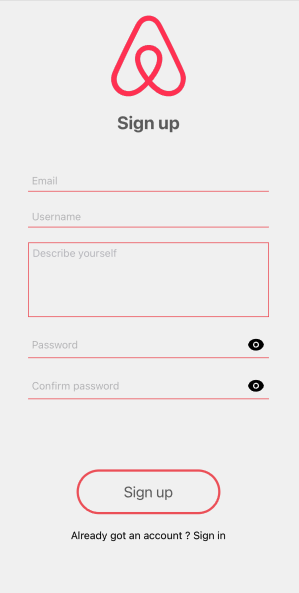 Sign up
Email
Username
Describe yourself
Password
Confirm password
Sign up
Already got an account ? Sign in